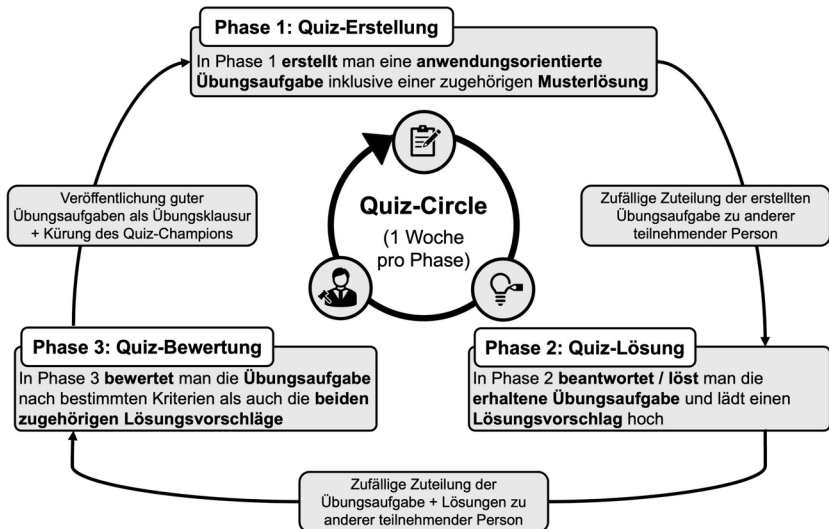 Phase 1: Quiz-Erstellung
In Phase 1 erstellt man eine anwendungsorientierte
Übungsaufgabe inklusive einer zugehörigen Musterlösung
Veröffentlichung guter
Übungsaufgaben als Übungsklausur
+ Kürung des Quiz-Champions
Quiz-Circle
(1 Woche
pro Phase)
Zufällige Zuteilung der erstellten
Übungsaufgabe zu anderer
teilnehmender Person
Phase 3: Quiz-Bewertung
In Phase 3 bewertet man die Übungsaufgabe
nach bestimmten Kriterien als auch die beiden
zugehörigen Lösungsvorschläge
Phase 2: Quiz-Lösung
In Phase 2 beantwortet / löst man die
erhaltene Übungsaufgabe und lädt einen
Lösungsvorschlag hoch
Zufällige Zuteilung der
Übungsaufgabe + Lösungen zu
anderer teilnehmender Person